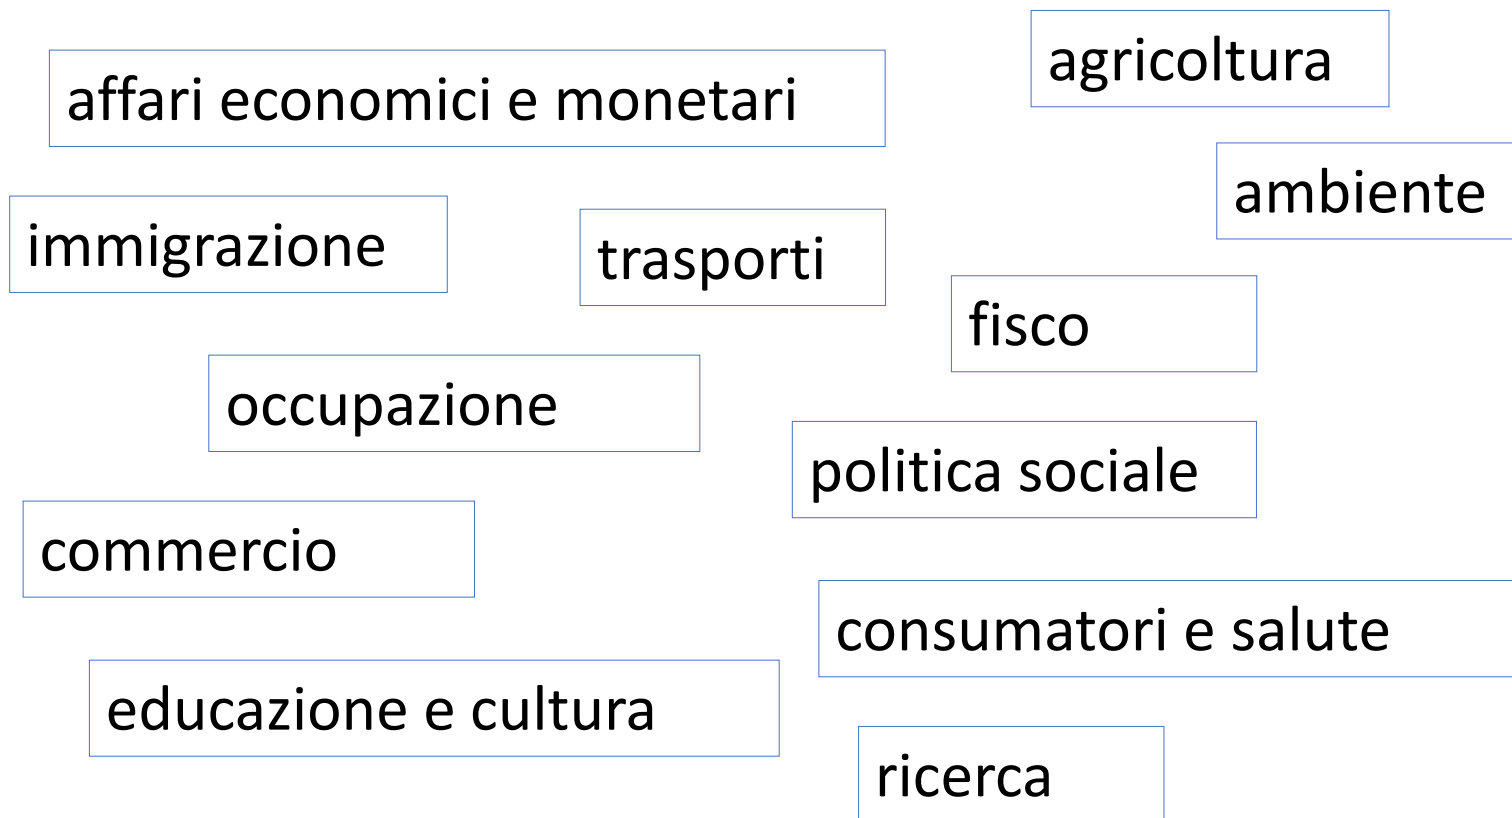 agricoltura
affari economici e monetari
ambiente
immigrazione
trasporti
fisco
occupazione
politica sociale
commercio
consumatori e salute
educazione e cultura
ricerca